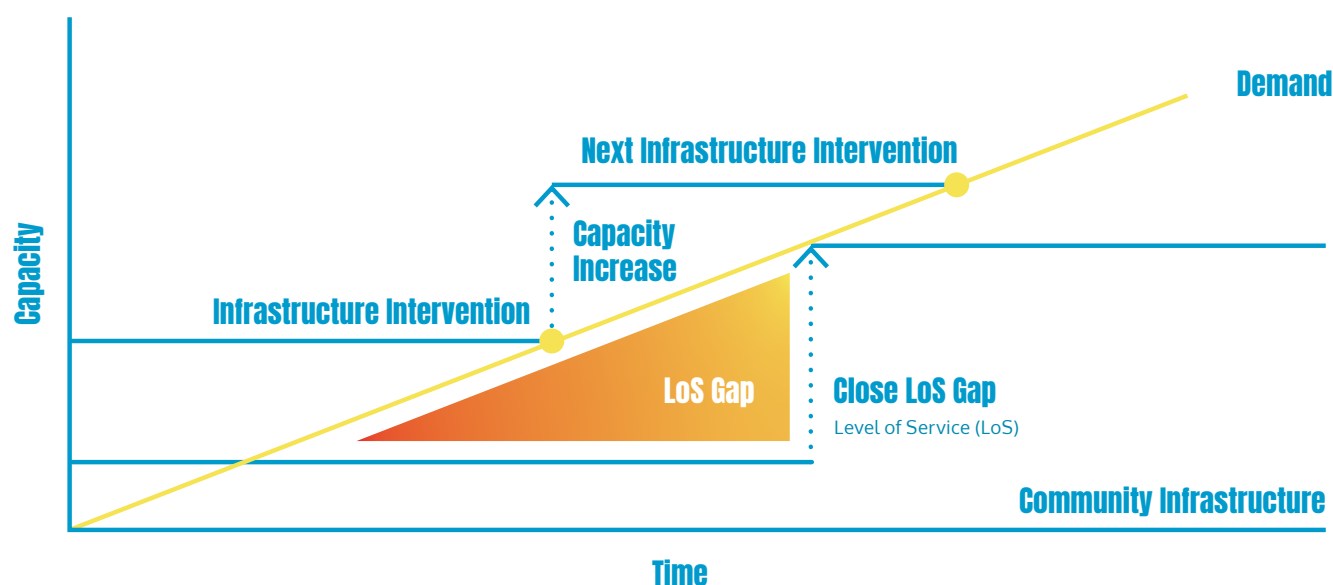 Demand
Next Infrastructure Intervention
Capacity
Increase
Capacity
Infrastructure Intervention
LoS Gap
Close LoS Gap
Level of Service (LoS)
Community Infrastructure
Time